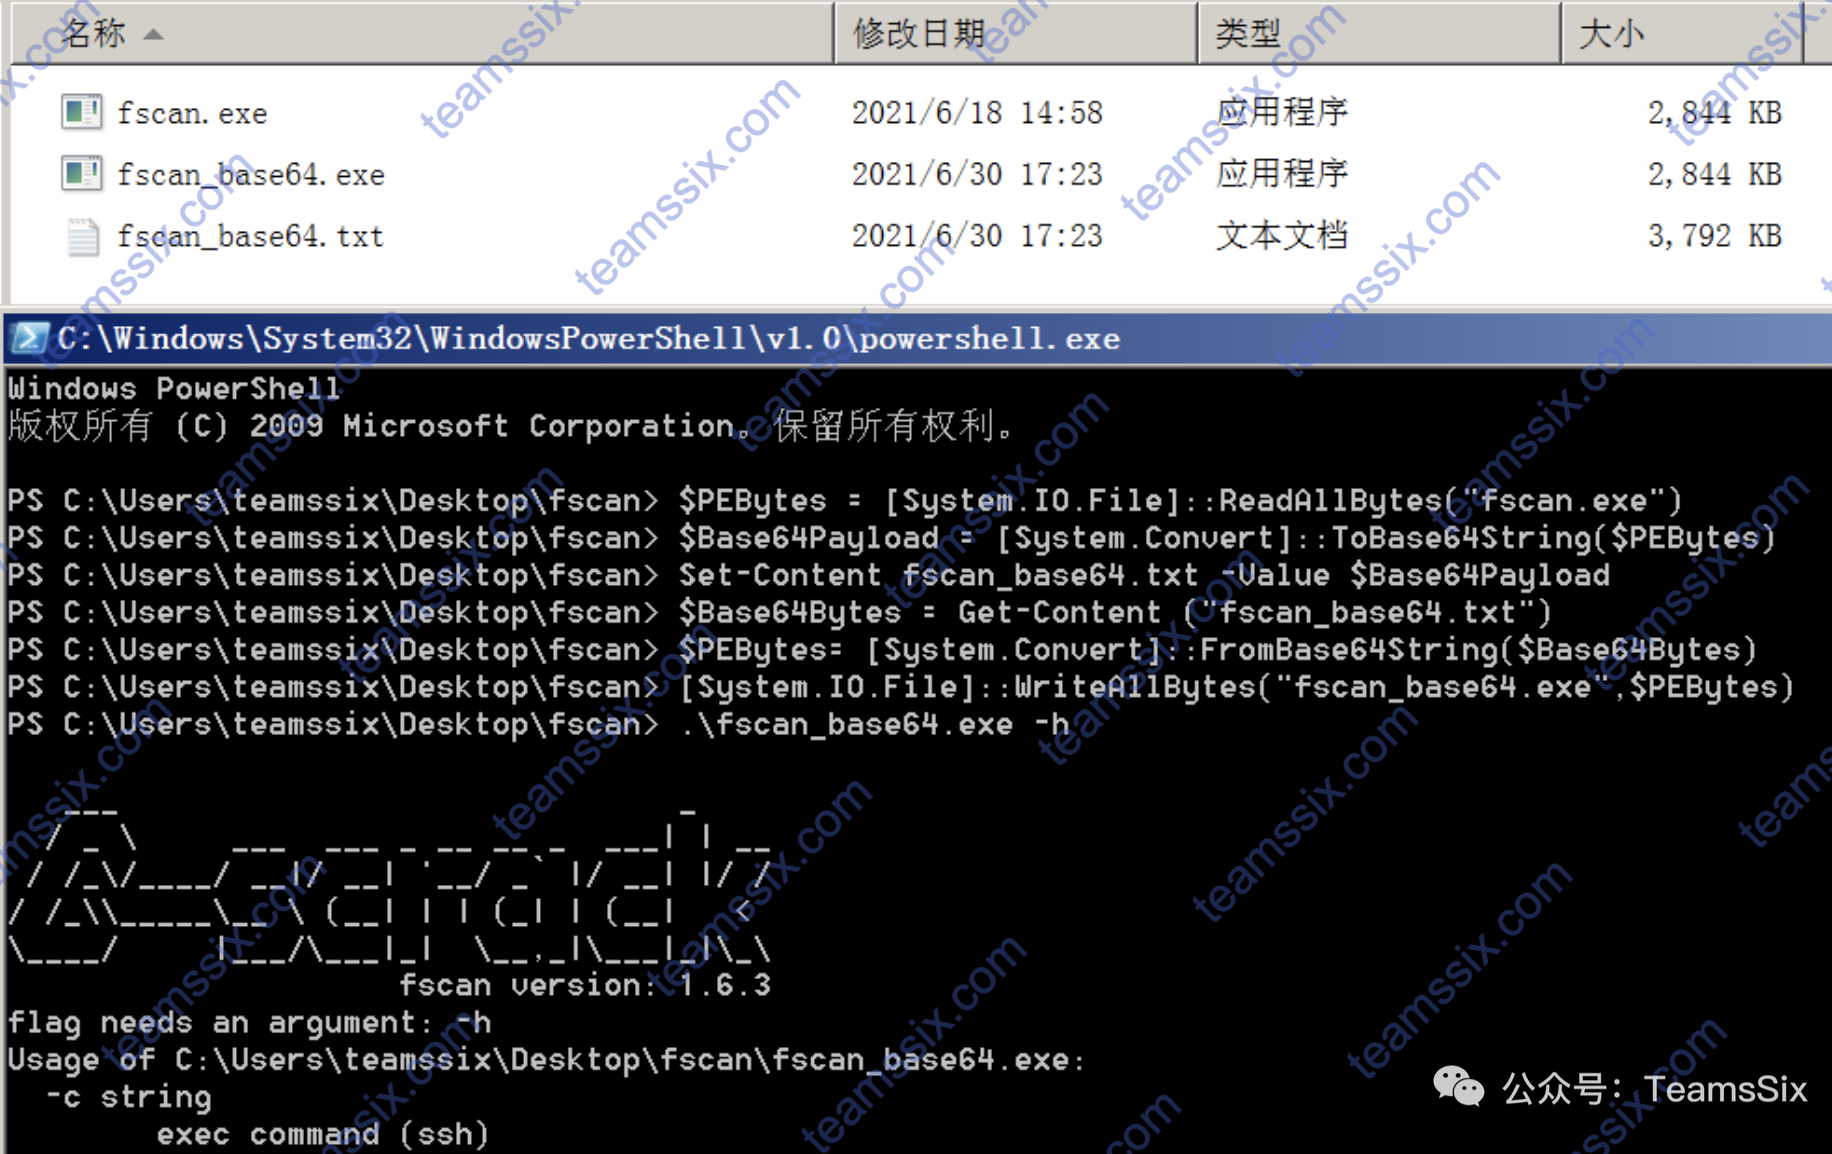 名称 修改日期 类型 大小
fscan.exe 2021/6/18 14:58 应用程序 2,844 KB
fscan_base64.exe 2021/6/30 17:23 应用程序 2,844 KB
fscan_base64.txt 2021/6/30 17:23 文本文档 3,792 KB
C:\Windows\System32\WindowsPowerShell\v1.0\powershell.exe
Windows PowerShell
版权所有 (C) 2009 Microsoft Corporation。保留所有权利。
PS C:\Users\teamssix\Desktop\fscan> $PEBytes = [System.IO.File]::ReadAllBytes("fscan.exe")
PS C:\Users\teamssix\Desktop\fscan> $Base64Payload = [System.Convert]::ToBase64String($PEBytes)
PS C:\Users\teamssix\Desktop\fscan> Set-Content fscan_base64.txt -Value $Base64Payload
PS C:\Users\teamssix\Desktop\fscan> $Base64Bytes = Get-Content ("fscan_base64.txt")
PS C:\Users\teamssix\Desktop\fscan> $PEBytes= [System.Convert]::FromBase64String($Base64Bytes)
PS C:\Users\teamssix\Desktop\fscan> [System.IO.File]::WriteAllBytes("fscan_base64.exe",$PEBytes)
PS C:\Users\teamssix\Desktop\fscan> .\fscan_base64.exe -h
fscan version: 1.6.3
flag needs an argument: -h
Usage of C:\Users\teamssix\Desktop\fscan\fscan_base64.exe:
-c string
exec command (ssh)
公众号：TeamsSix
teamssix.com